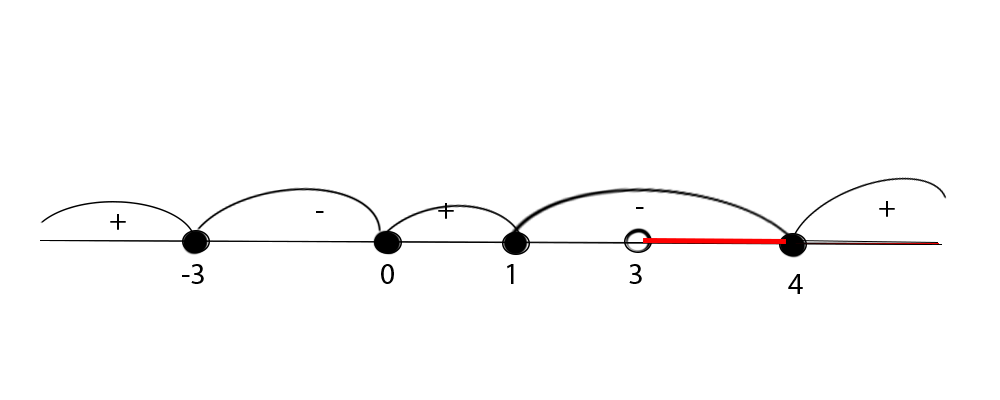 + - + - +
-3 0 1 3 4